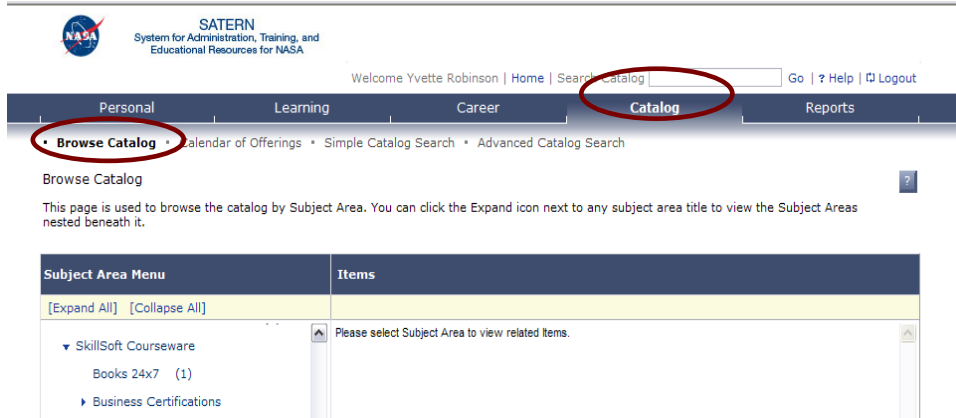 NASA
SATERN
System for Administration, Training, and
Educational Resources for NASA
Welcome Yvette Robinson | Home | Search Catalog Go | ? Help | Logout
Personal Learning Career Catalog Reports
▪ Browse Catalog ▪ Calendar of Offerings ▪ Simple Catalog Search ▪ Advanced Catalog Search
Browse Catalog ?
This page is used to browse the catalog by Subject Area. You can click the Expand icon next to any subject area title to view the Subject Areas
nested beneath it.
Subject Area Menu Items
[Expand All] [Collapse All]
Please select Subject Area to view related Items.
SkillSoft Courseware
Books 24x7 (1)
Business Certifications